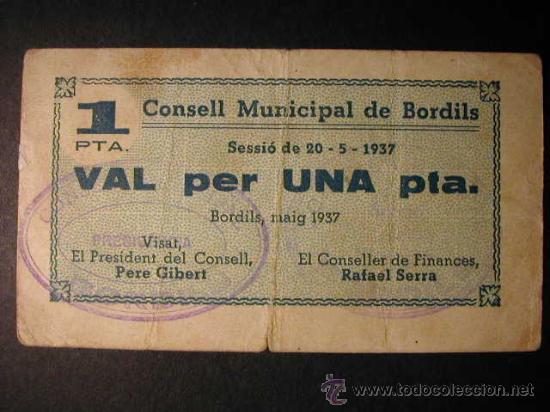 1
PTA.
Consell Municipal de Bordils
Sessió de 20 - 5 - 1937
VAL per UNA pta.
Bordils, maig 1937
Visat,
El President del Consell,
Pere Gibert
El Conseller de Finances,
Rafael Serra
todocoleccion
www.todocoleccion.net